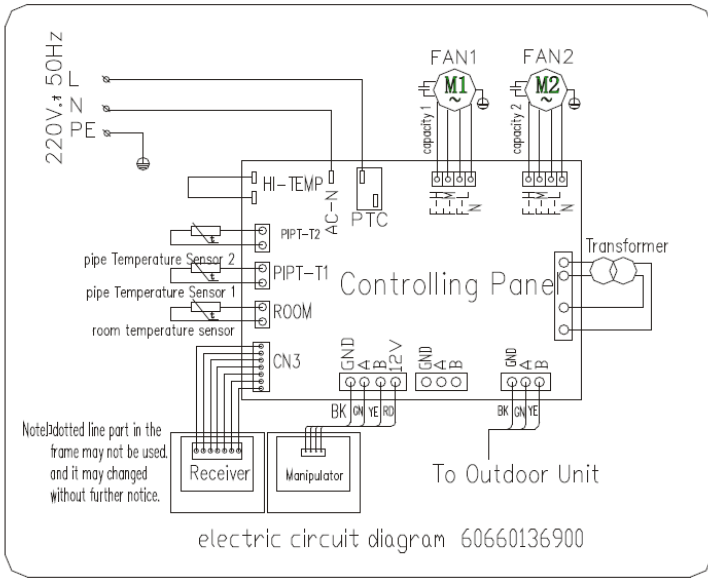 220V.* 50Hz
L
N
PE
FAN1
FAN2
M1
~
M2
~
capacity 1
capacity 2
F-H
F-M
F-L
N
F-H
F-M
F-L
N
HI-TEMP
AC-N
PTC
PIPT-T2
pipe Temperature Sensor 2
PIPT-T1
pipe Temperature Sensor 1
ROOM
room temperature sensor
Controlling Panel
Transformer
CN3
GND
A
B
12V
GND
A
B
GND
A
B
BK
GN
YE
RD
BK
GN
YE
Receiver
Manipulator
To Outdoor Unit
Note1:dotted line part in the
frame may not be used.
and it may changed
without further notice.
electric circuit diagram 60660136900